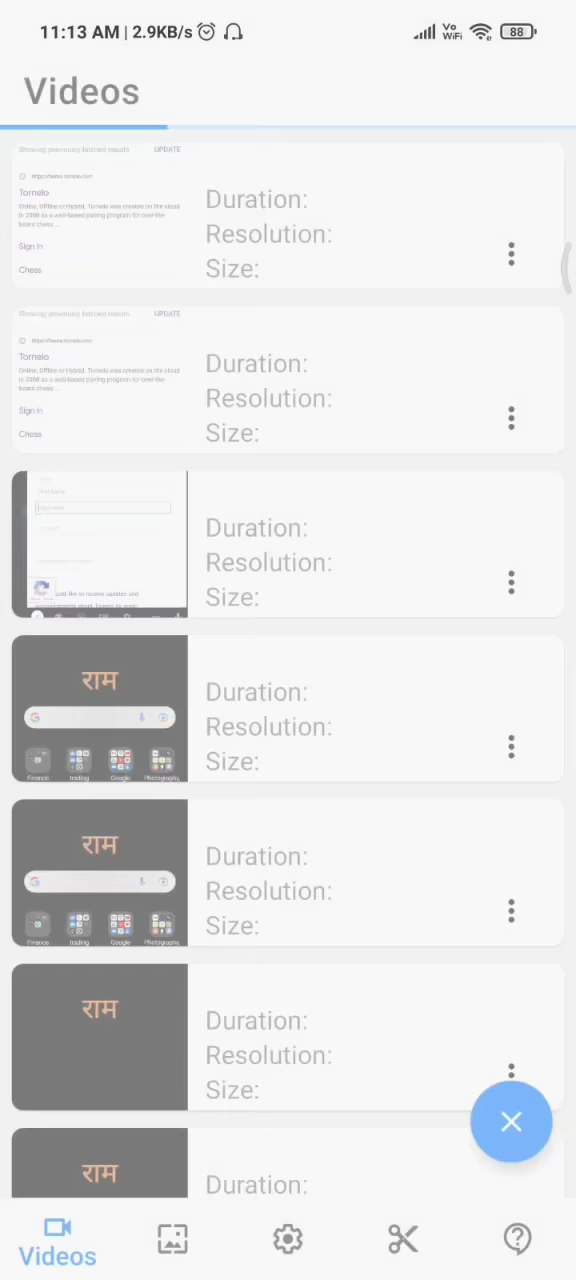 11:13 AM | 2.9KB/s
Vo
WiFi
88
Videos
Showing previously fetched results UPDATE
Tornelo
Online, Offline or Hybrid, Tornelo was created on the cloud
in 2008 as a web-based pairing program for over-the-
board chess ...
Sign In
Chess
Duration:
Resolution:
Size:
Showing previously fetched results UPDATE
Tornelo
Online, Offline or Hybrid, Tornelo was created on the cloud
in 2008 as a web-based pairing program for over-the-
board chess ...
Sign In
Chess
Duration:
Resolution:
Size:
Duration:
Resolution:
Size:
राम
Finance trading Google Photography
Duration:
Resolution:
Size:
राम
Finance trading Google Photography
Duration:
Resolution:
Size:
राम
Duration:
Resolution:
Size:
राम
Duration:
Videos